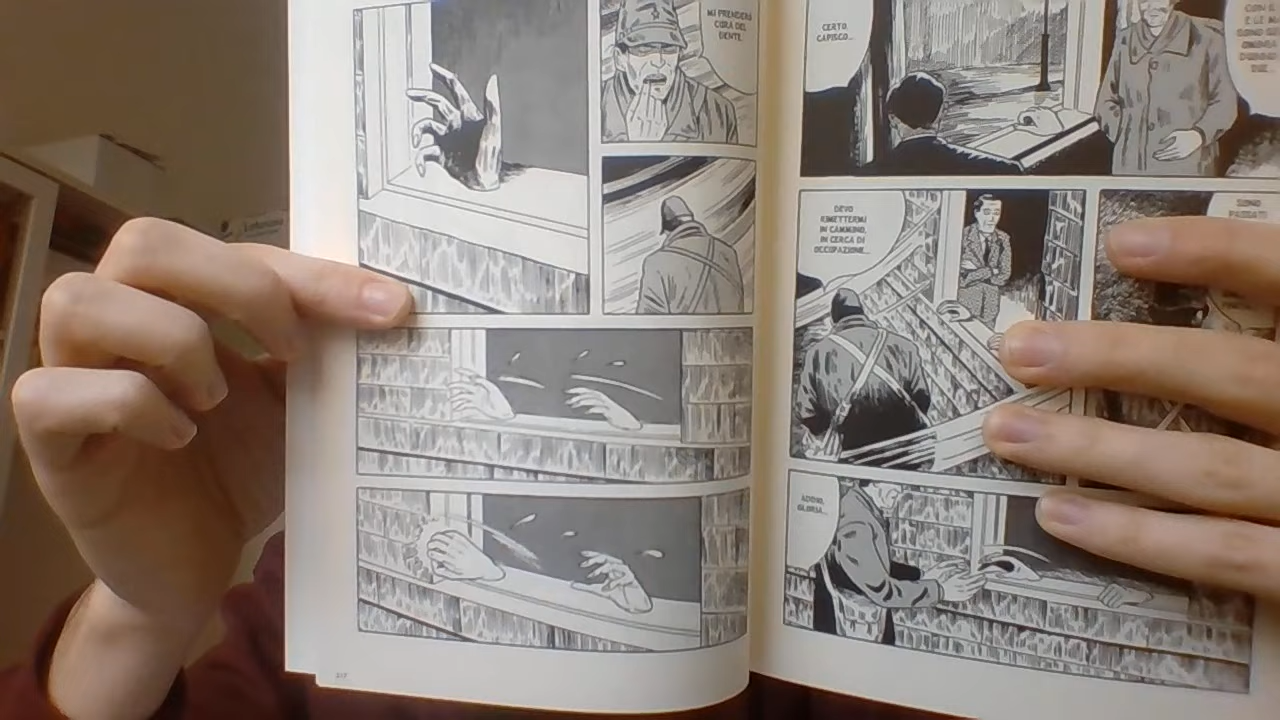 MI PRENDERÒ
CURA DEL
DENTE.
CERTO,
CAPISCO...
DEVO
RIMETTERMI
IN CAMMINO,
IN CERCA DI
OCCUPAZIONE...
SONO
PASSATI
ADDIO,
GLORIA...
217